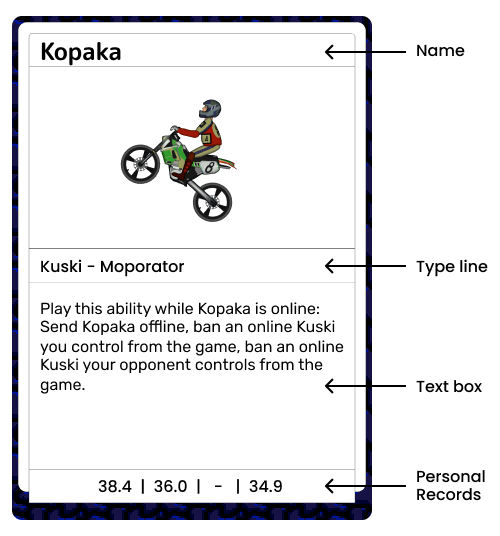 Kopaka
Name
8
Kuski - Moporator
Type line
Play this ability while Kopaka is online:
Send Kopaka offline, ban an online Kuski
you control from the game, ban an online
Kuski your opponent controls from the
game.
Text box
38.4 | 36.0 | - | 34.9
Personal
Records